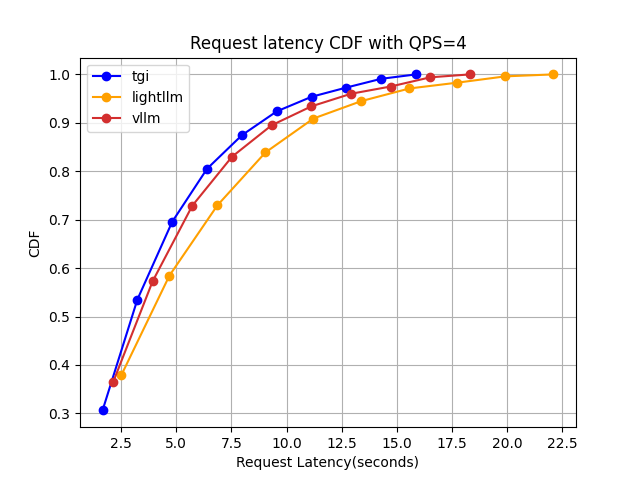 Request latency CDF with QPS=4
tgi
lightllm
vllm
1.0
0.9
0.8
0.7
0.6
0.5
0.4
0.3
CDF
2.5 5.0 7.5 10.0 12.5 15.0 17.5 20.0 22.5
Request Latency(seconds)